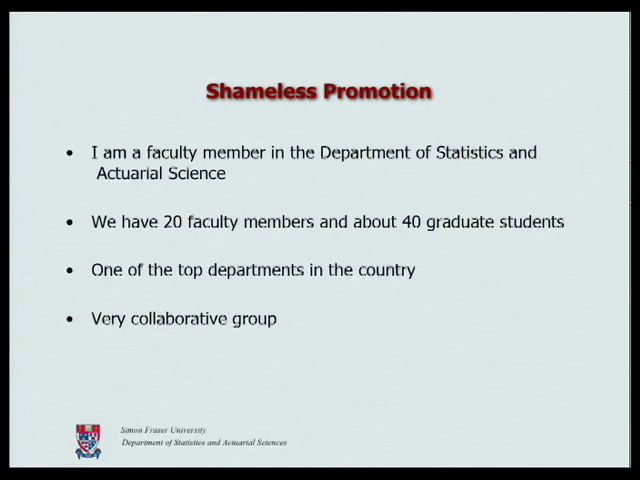 Shameless Promotion
• I am a faculty member in the Department of Statistics and
Actuarial Science
• We have 20 faculty members and about 40 graduate students
• One of the top departments in the country
• Very collaborative group
Simon Fraser University
Department of Statistics and Actuarial Sciences